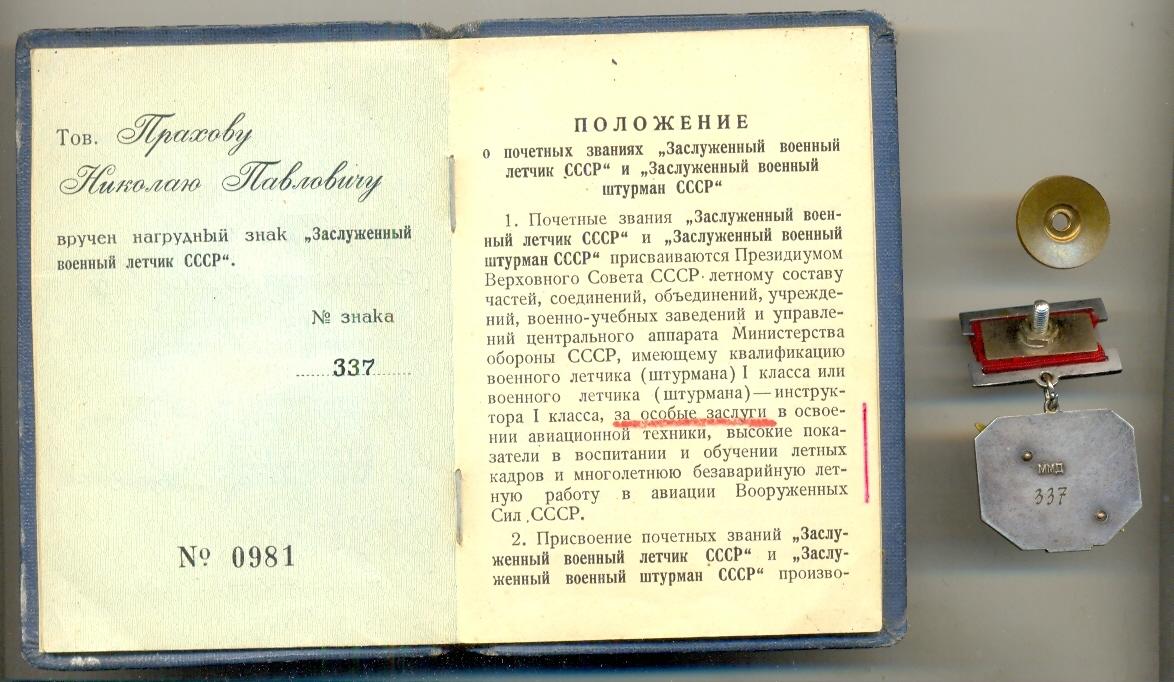 Тов. Прахову
Николаю Павловичу
вручен нагрудный знак „Заслуженный
военный летчик СССР“.
№ знака
337
№ 0981
ПОЛОЖЕНИЕ
о почетных званиях „Заслуженный военный
летчик СССР“ и „Заслуженный военный
штурман СССР“
1. Почетные звания „Заслуженный воен-
ный летчик СССР“ и „Заслуженный военный
штурман СССР“ присваиваются Президиумом
Верховного Совета СССР летному составу
частей, соединений, объединений, учрежде-
ний, военно-учебных заведений и управле-
ний центрального аппарата Министерства
обороны СССР, имеющему квалификацию
военного летчика (штурмана) I класса или
военного летчика (штурмана) — инструк-
тора I класса, за особые заслуги в освое-
нии авиационной техники, высокие пока-
затели в воспитании и обучении летных
кадров и многолетнюю безаварийную лет-
ную работу в авиации Вооруженных
Сил СССР.
2. Присвоение почетных званий „Заслу-
женный военный летчик СССР“ и „Заслу-
женный военный штурман СССР“ произво-
ММД
337